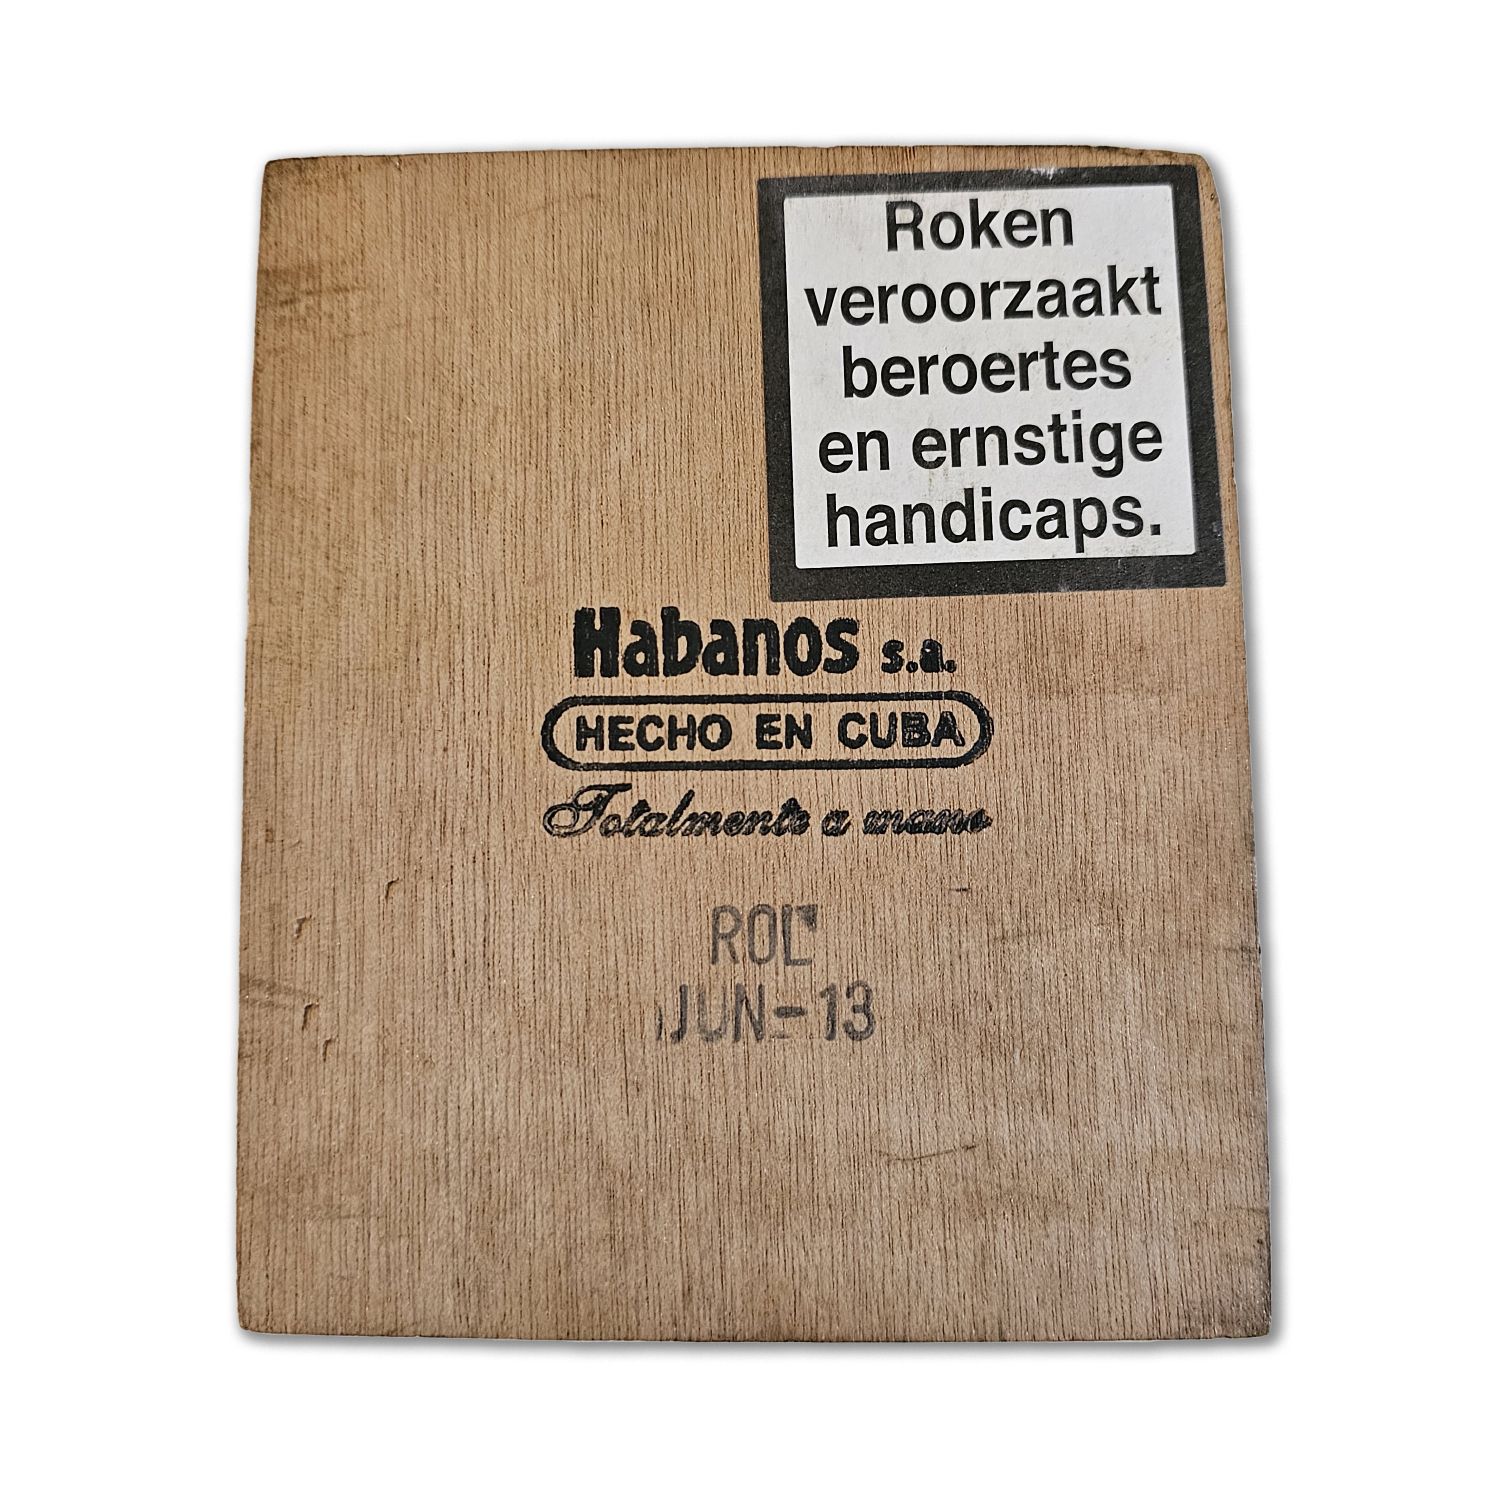 Roken
veroorzaakt
beroertes
en ernstige
handicaps.
Habanos s.a.
HECHO EN CUBA
Totalmente a mano
JUN-13